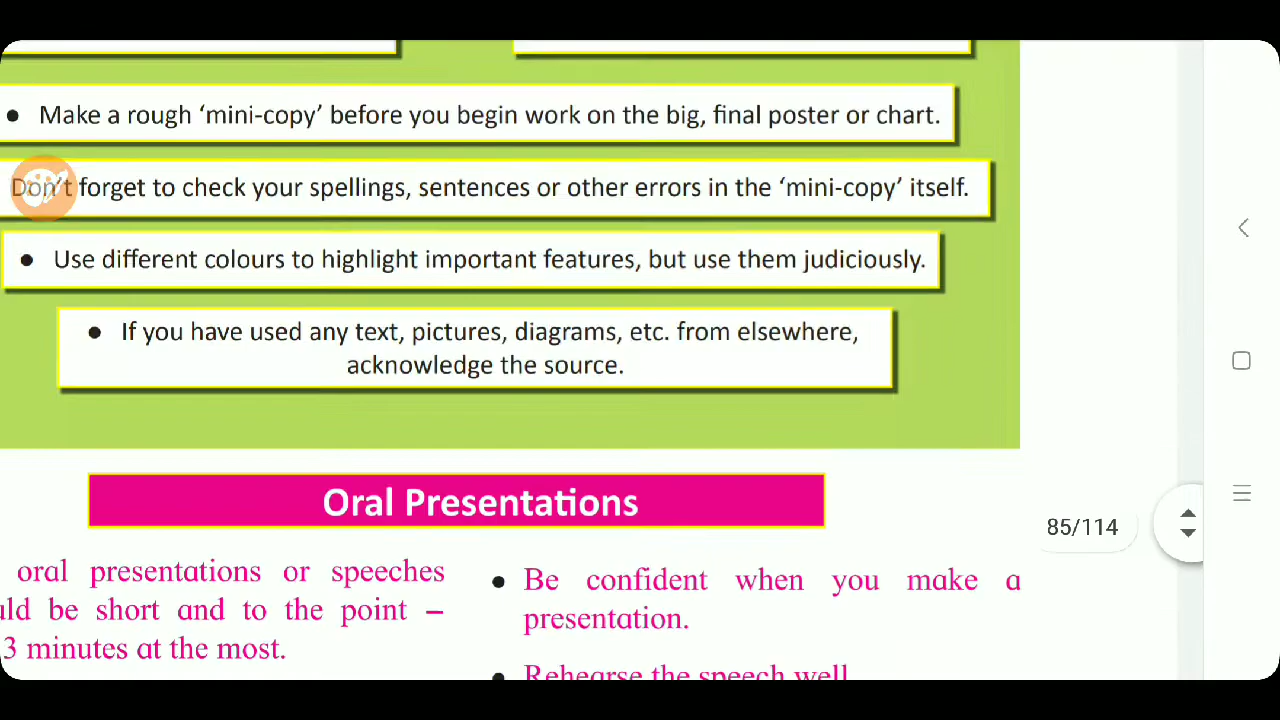 ● Make a rough ‘mini-copy’ before you begin work on the big, final poster or chart.
Don’t forget to check your spellings, sentences or other errors in the ‘mini-copy’ itself.
● Use different colours to highlight important features, but use them judiciously.
● If you have used any text, pictures, diagrams, etc. from elsewhere,
acknowledge the source.
Oral Presentations
85/114
oral presentations or speeches
be short and to the point –
3 minutes at the most.
● Be confident when you make a
presentation.
● Rehearse the speech well